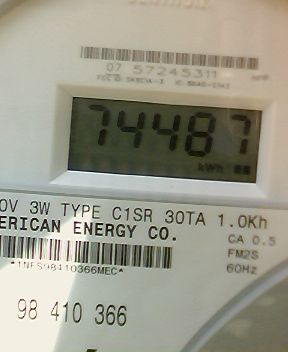 07 57245311
74487
kWh
0V 3W TYPE C1SR 30TA 1.0Kh
ERICAN ENERGY CO.
CA 0.5
FM2S
60Hz
*1NFS98410366MEC*
98 410 366